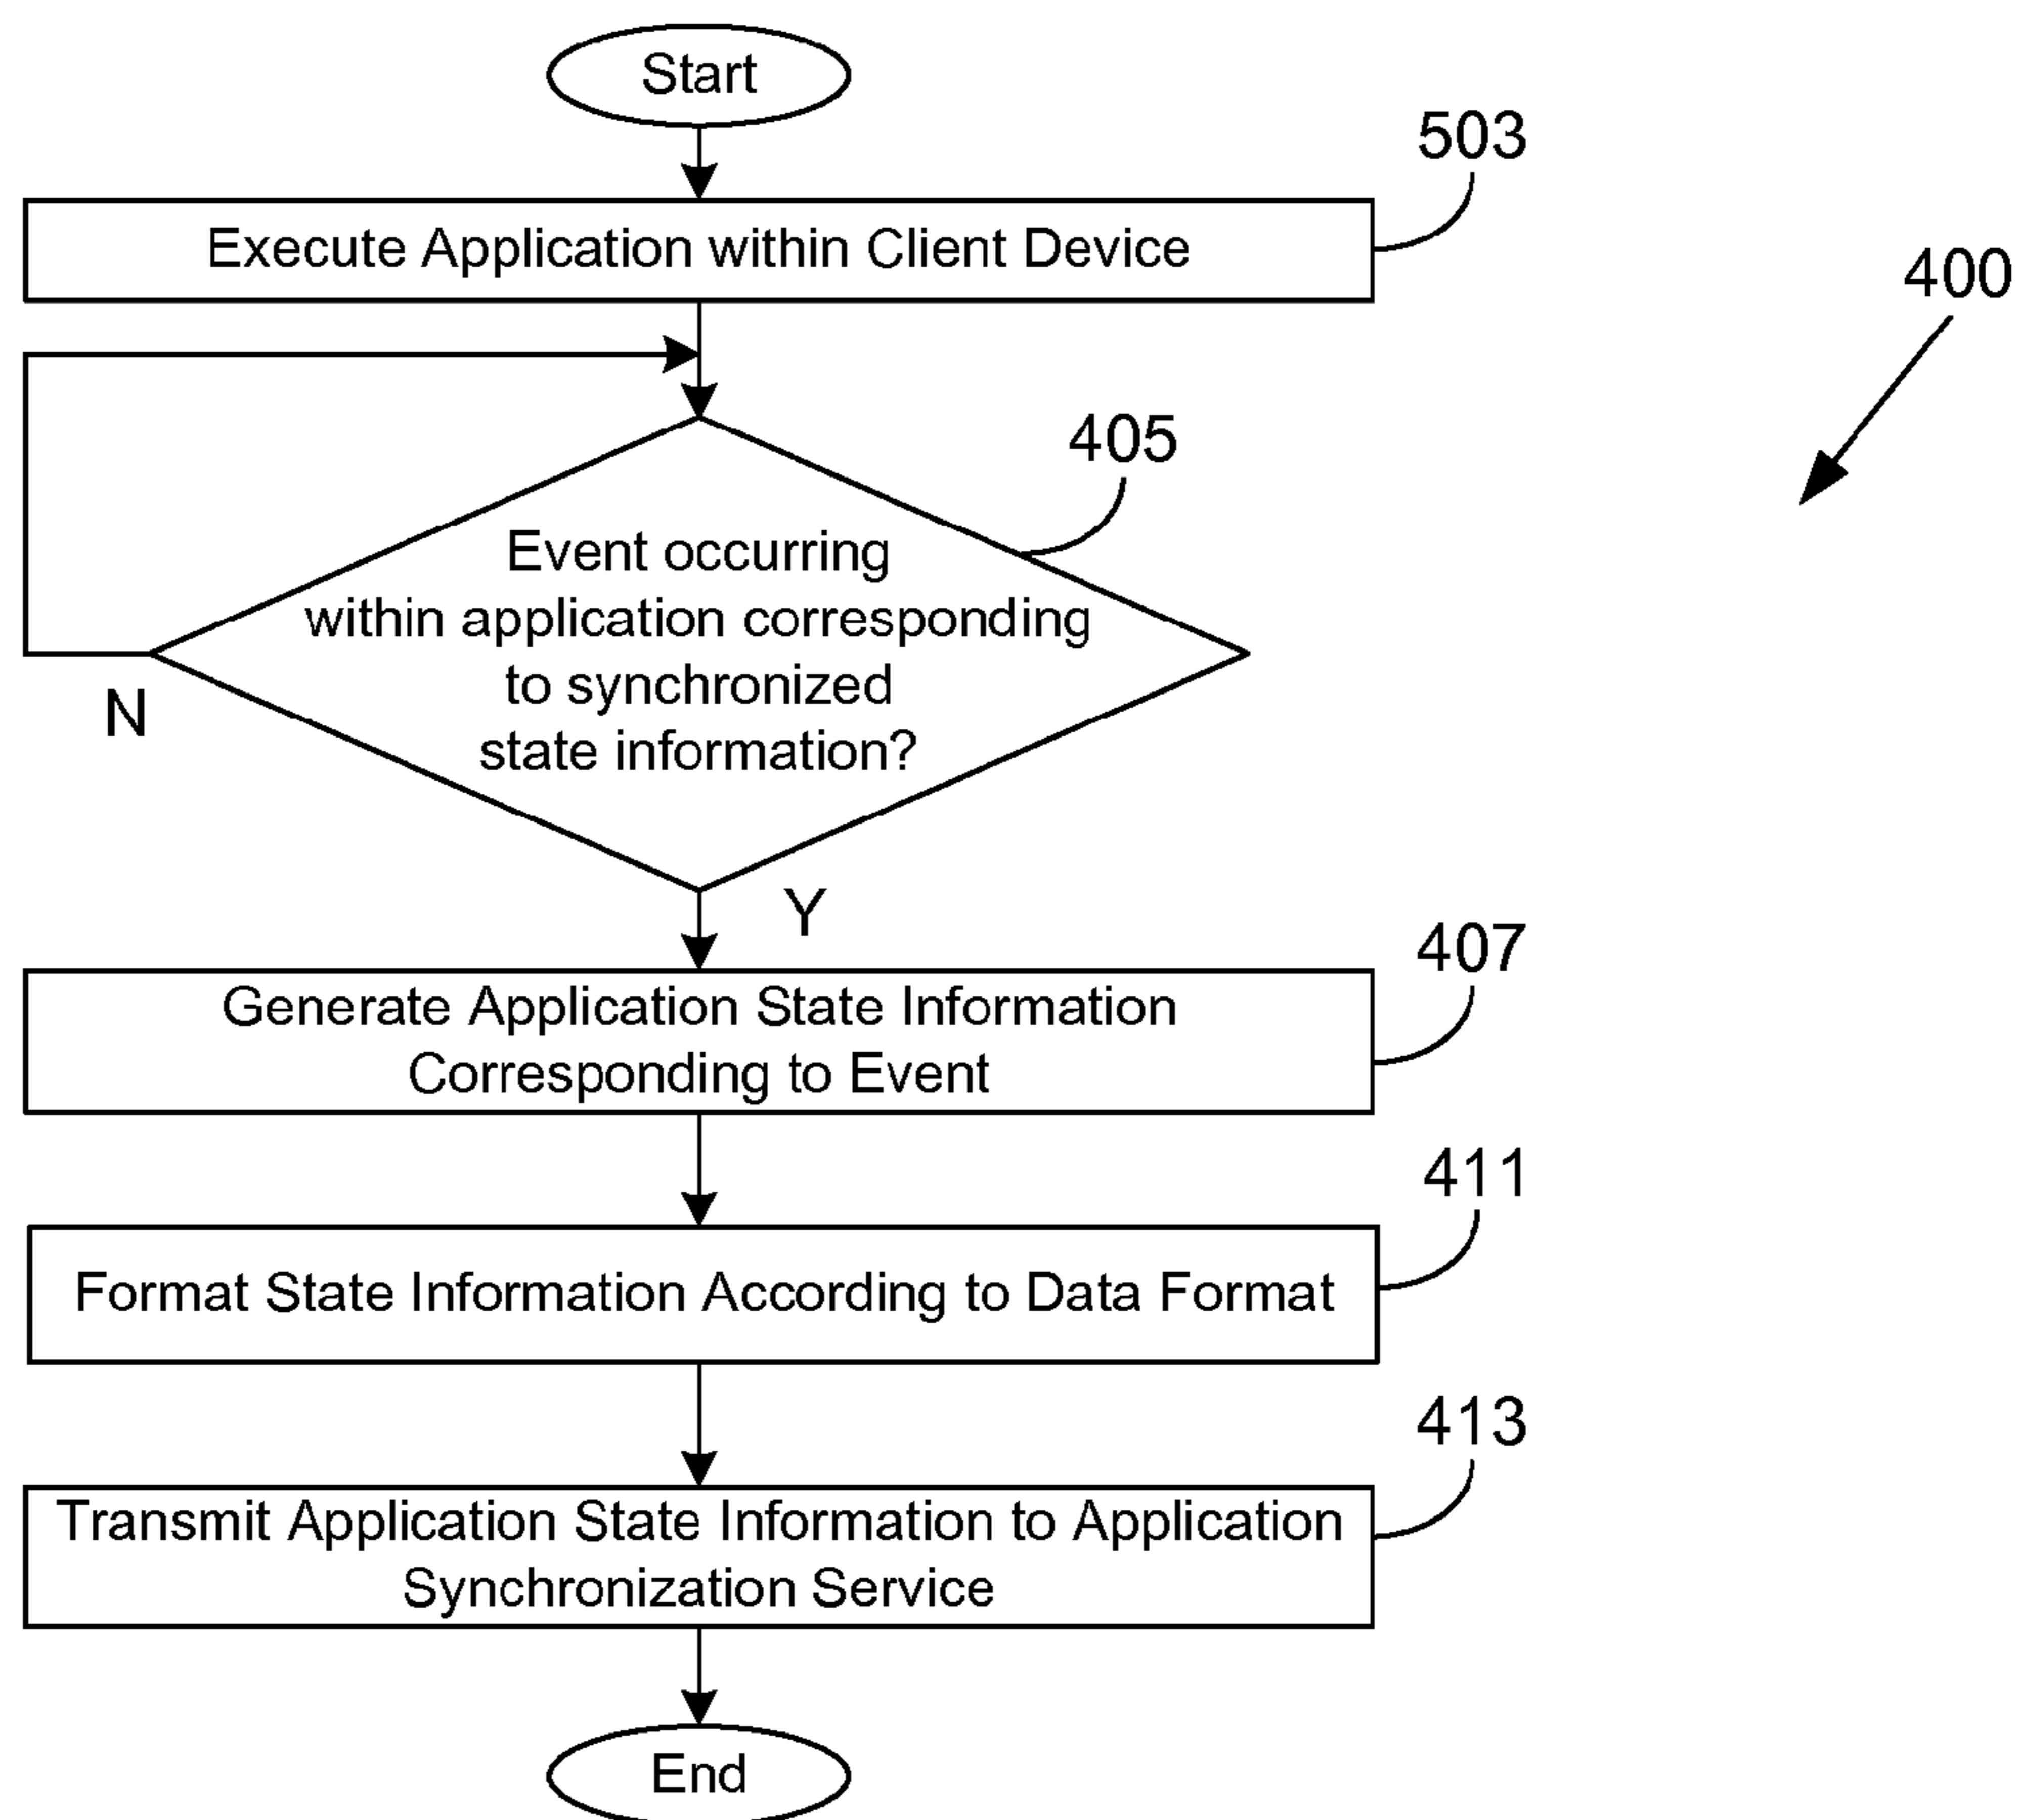 Start
503
Execute Application within Client Device
400
405
Event occurring
within application corresponding
to synchronized
state information?
N
Y
407
Generate Application State Information
Corresponding to Event
411
Format State Information According to Data Format
413
Transmit Application State Information to Application
Synchronization Service
End